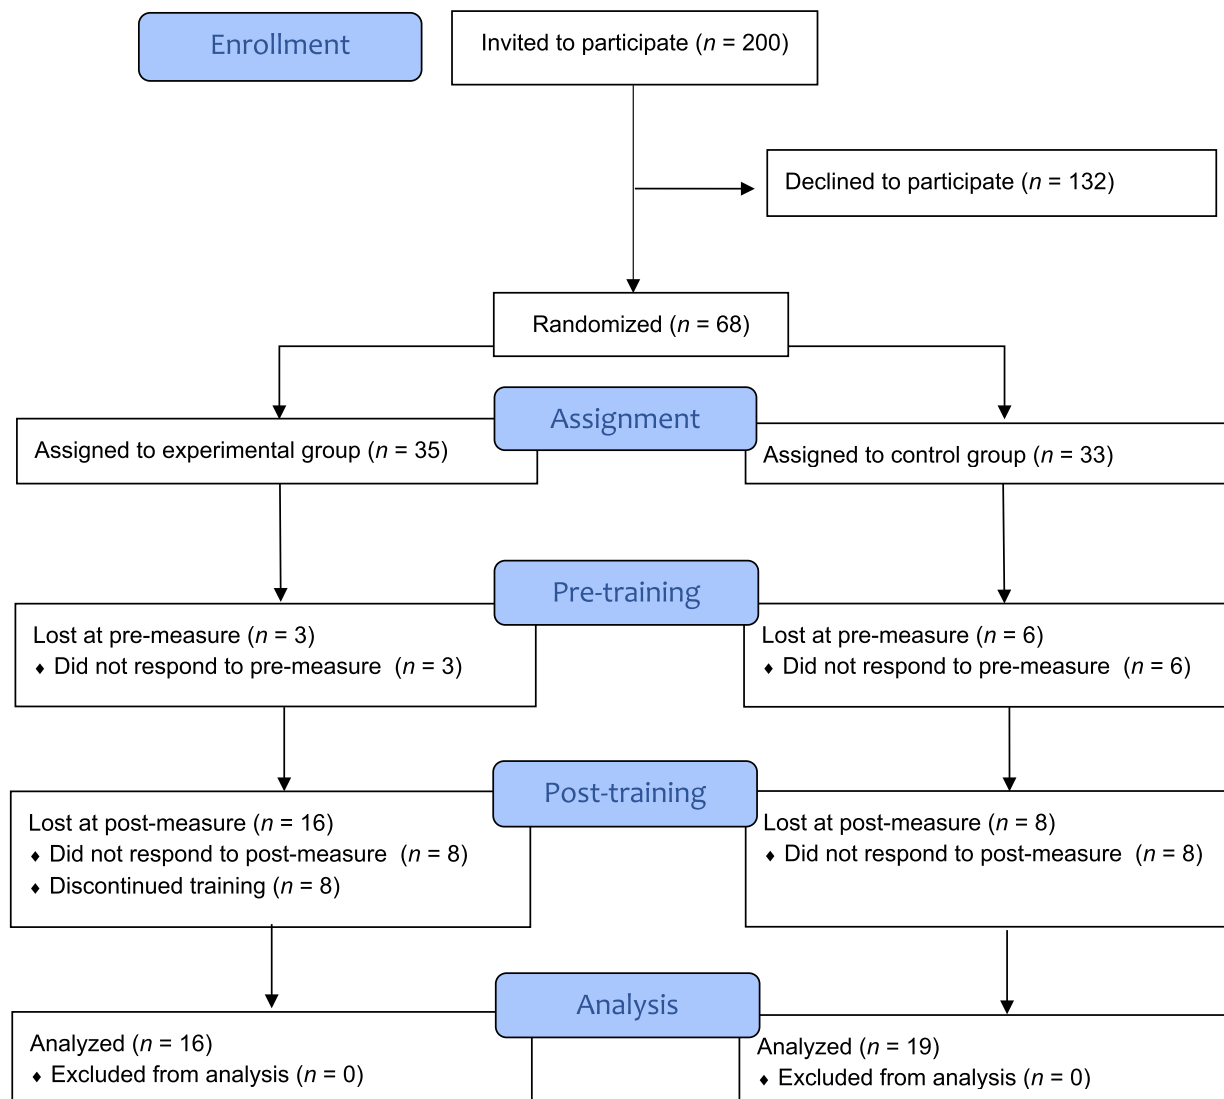 Enrollment
Invited to participate (n = 200)
Declined to participate (n = 132)
Randomized (n = 68)
Assignment
Assigned to experimental group (n = 35)
Assigned to control group (n = 33)
Pre-training
Lost at pre-measure (n = 3)
♦ Did not respond to pre-measure (n = 3)
Lost at pre-measure (n = 6)
♦ Did not respond to pre-measure (n = 6)
Post-training
Lost at post-measure (n = 16)
♦ Did not respond to post-measure (n = 8)
♦ Discontinued training (n = 8)
Lost at post-measure (n = 8)
♦ Did not respond to post-measure (n = 8)
Analysis
Analyzed (n = 16)
♦ Excluded from analysis (n = 0)
Analyzed (n = 19)
♦ Excluded from analysis (n = 0)